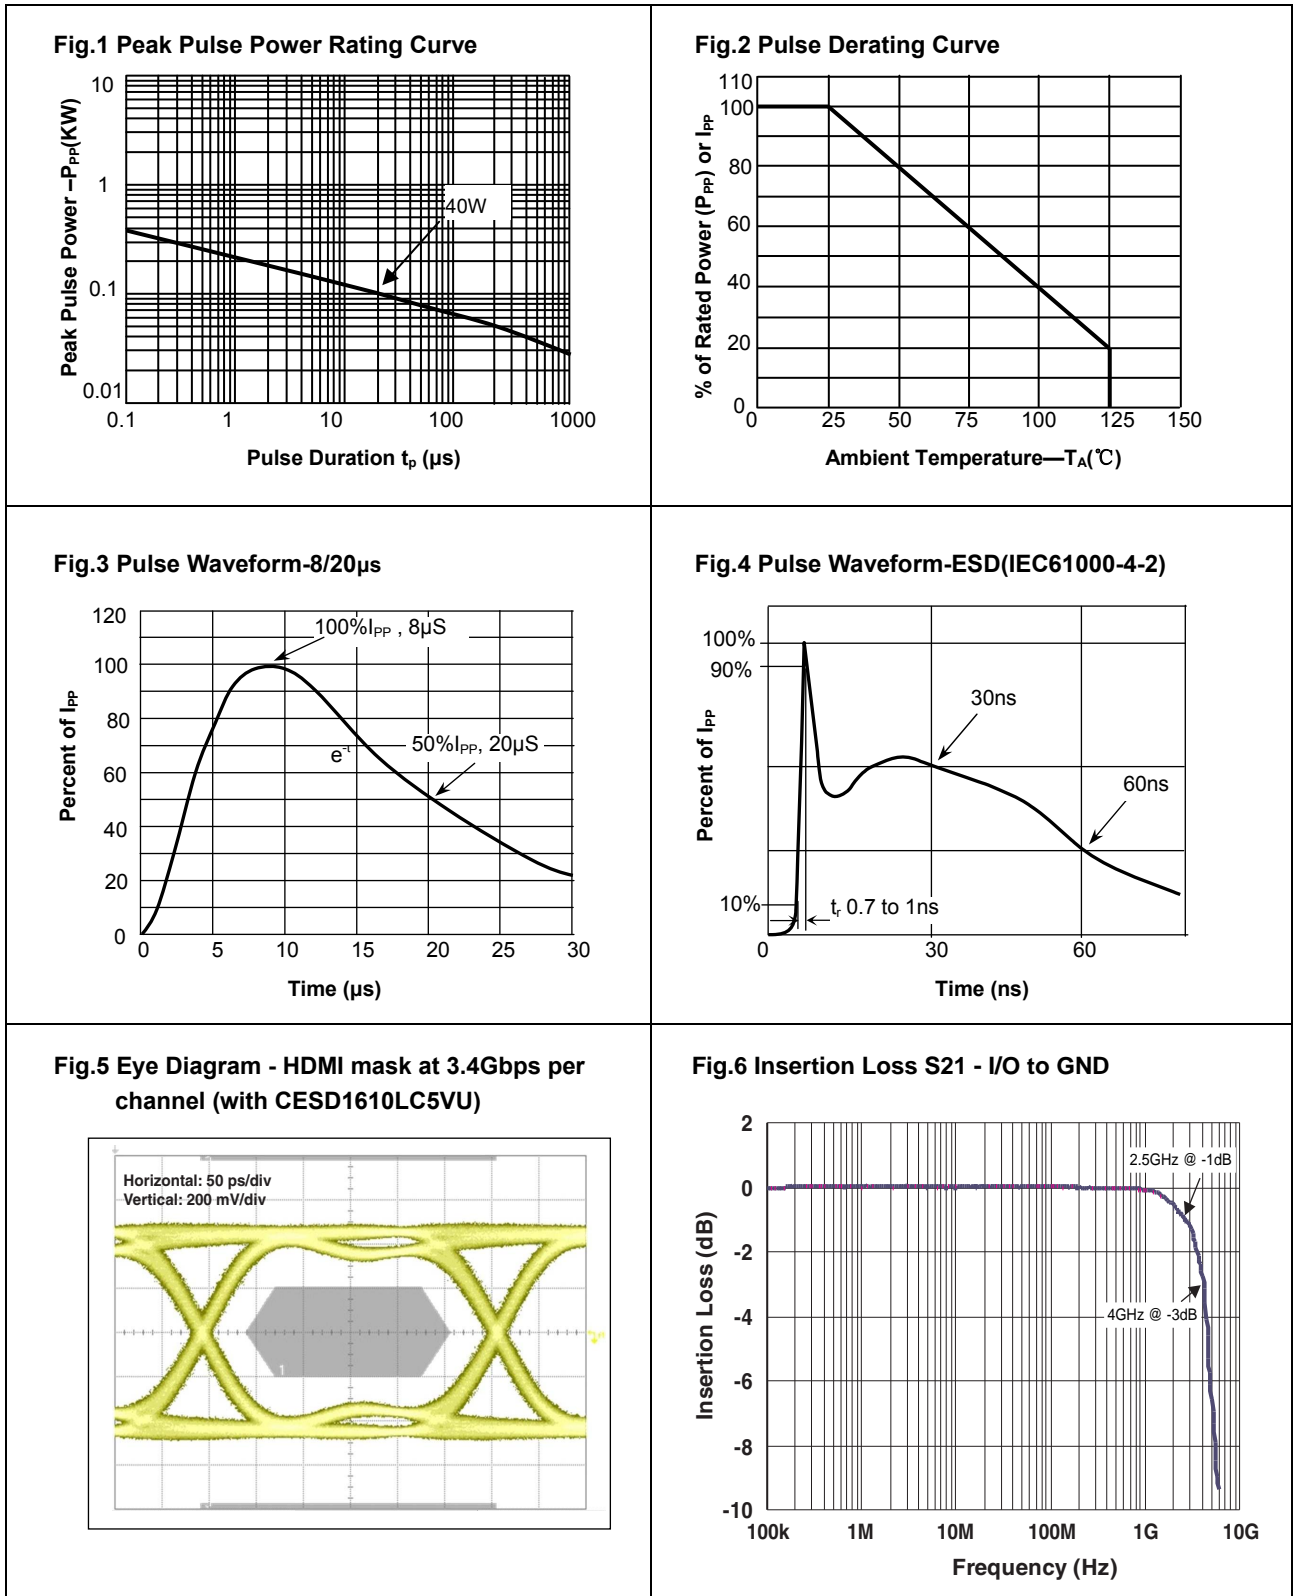 Fig.1 Peak Pulse Power Rating Curve
Peak Pulse Power –PPP(KW)
10
1
0.1
0.01
40W
0.1 1 10 100 1000
Pulse Duration tp (µs)
Fig.2 Pulse Derating Curve
% of Rated Power (PPP) or IPP
110
100
80
60
40
20
0
0 25 50 75 100 125 150
Ambient Temperature—TA(℃)
Fig.3 Pulse Waveform-8/20µs
Percent of IPP
120
100
80
60
40
20
0
100%IPP , 8µS
e-t
50%IPP, 20µS
0 5 10 15 20 25 30
Time (µs)
Fig.4 Pulse Waveform-ESD(IEC61000-4-2)
Percent of IPP
100%
90%
10%
30ns
60ns
tr 0.7 to 1ns
0 30 60
Time (ns)
Fig.5 Eye Diagram - HDMI mask at 3.4Gbps per
channel (with CESD1610LC5VU)
Horizontal: 50 ps/div
Vertical: 200 mV/div
1
Fig.6 Insertion Loss S21 - I/O to GND
Insertion Loss (dB)
2
0
-2
-4
-6
-8
-10
2.5GHz @ -1dB
4GHz @ -3dB
100k 1M 10M 100M 1G 10G
Frequency (Hz)